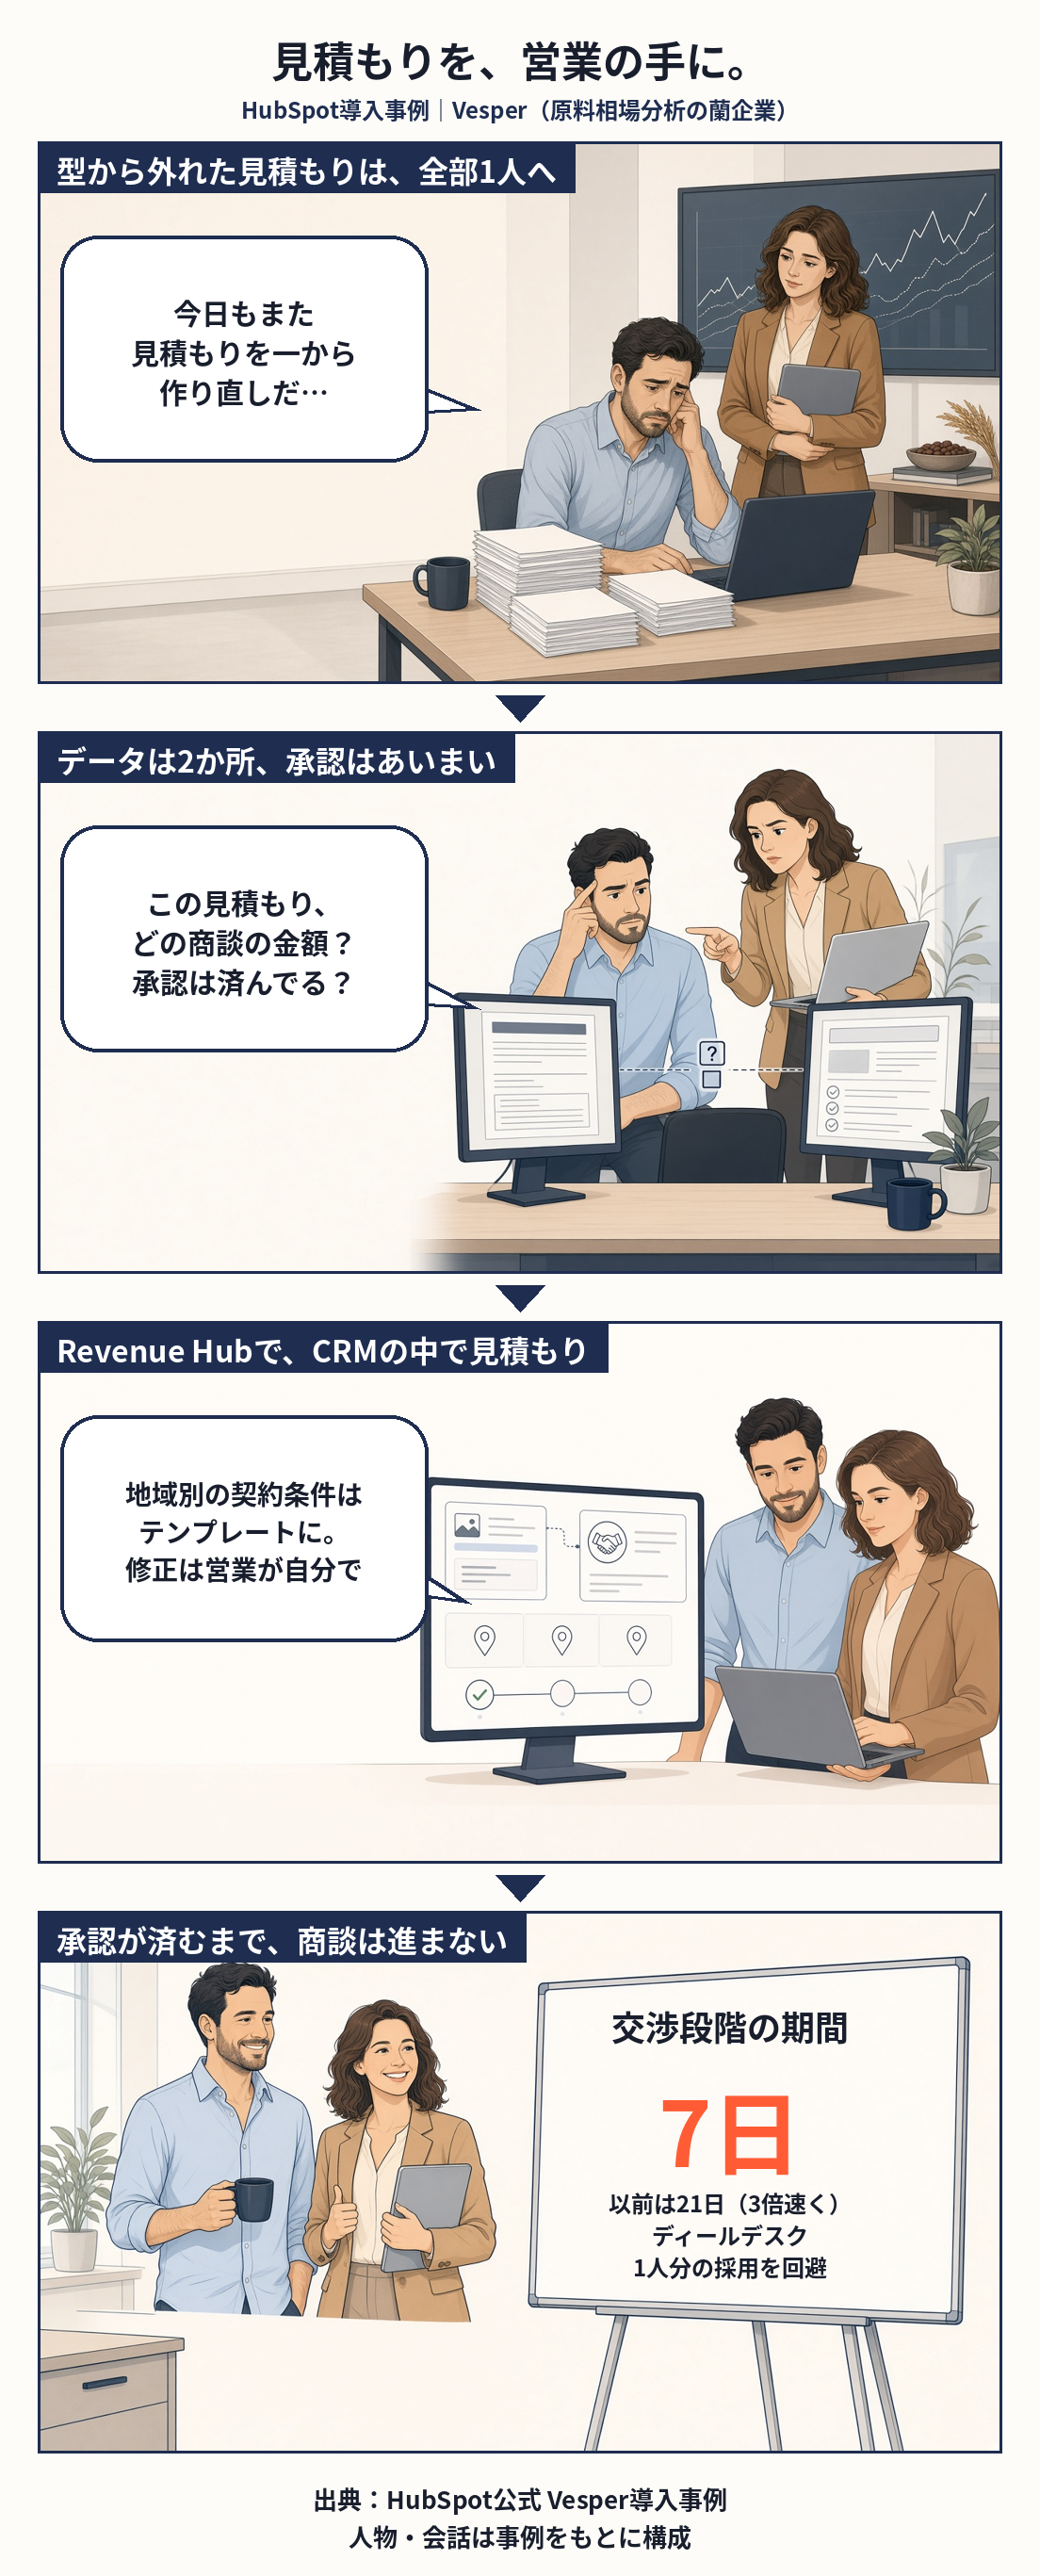 見積もりを、営業の手に。
HubSpot導入事例｜Vesper（原料相場分析の蘭企業）
型から外れた見積もりは、全部1人へ
今日もまた
見積もりを一から
作り直しだ…
データは2か所、承認はあいまい
この見積もり、
どの商談の金額？
承認は済んでる？
?
Revenue Hubで、CRMの中で見積もり
地域別の契約条件は
テンプレートに。
修正は営業が自分で
承認が済むまで、商談は進まない
交渉段階の期間
7日
以前は21日（3倍速く）
ディールデスク
1人分の採用を回避
出典：HubSpot公式 Vesper導入事例
人物・会話は事例をもとに構成